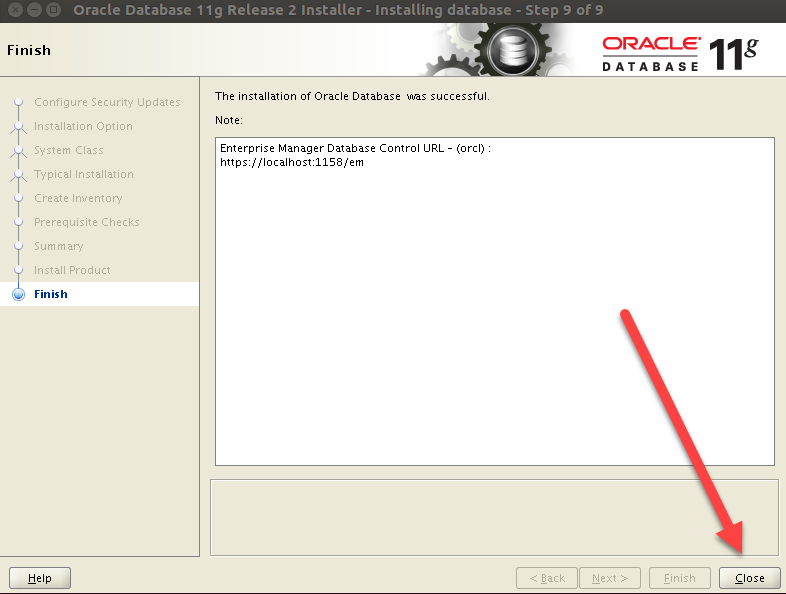 Oracle Database 11g Release 2 Installer - Installing database - Step 9 of 9
Finish
ORACLE®
DATABASE
11g
Configure Security Updates
Installation Option
System Class
Typical Installation
Create Inventory
Prerequisite Checks
Summary
Install Product
Finish
The installation of Oracle Database  was successful.
Note:
Enterprise Manager Database Control URL - (orcl) :
https://localhost:1158/em
Help
< Back
Next >
Finish
Close